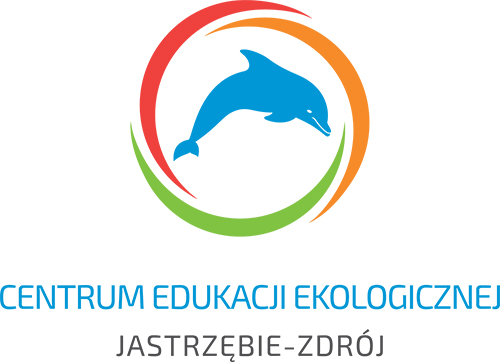 CENTRUM EDUKACJI EKOLOGICZNEJ
JASTRZĘBIE-ZDRÓJ